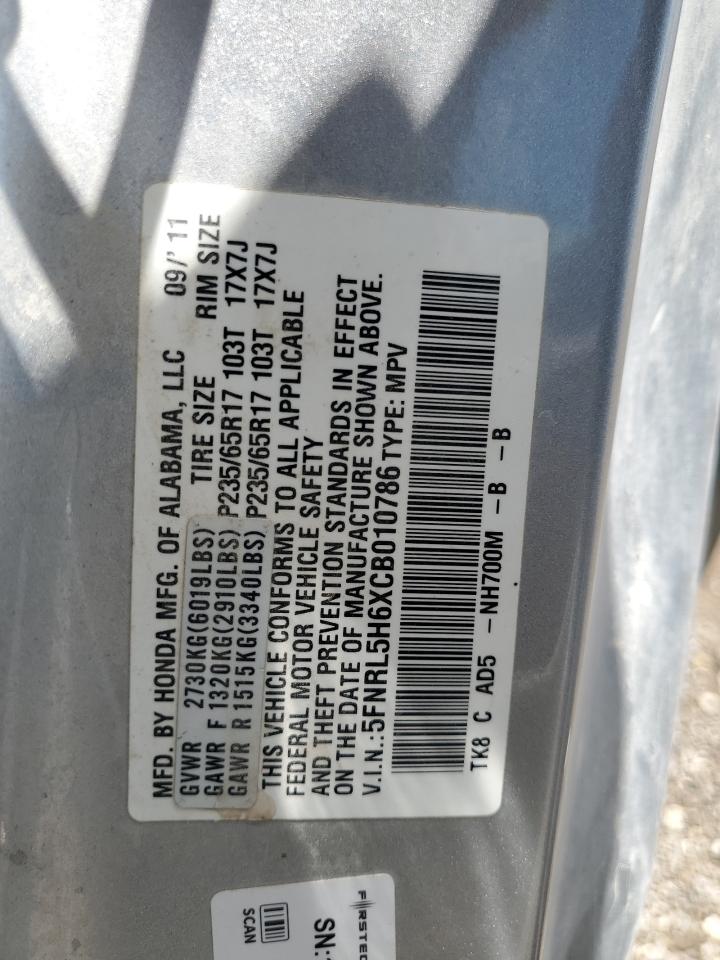 MFD. BY HONDA MFG. OF ALABAMA, LLC 09/'11
GVWR 2730KG(6019LBS) TIRE SIZE RIM SIZE
GAWR F 1320KG(2910LBS) P235/65R17 103T 17X7J
GAWR R 1515KG(3340LBS) P235/65R17 103T 17X7J
THIS VEHICLE CONFORMS TO ALL APPLICABLE
FEDERAL MOTOR VEHICLE SAFETY
AND THEFT PREVENTION STANDARDS IN EFFECT
ON THE DATE OF MANUFACTURE SHOWN ABOVE.
V.I.N.:5FNRL5H6XCB010786 TYPE: MPV
TK8 C AD5 -NH700M -B -B
SCAN
SN: